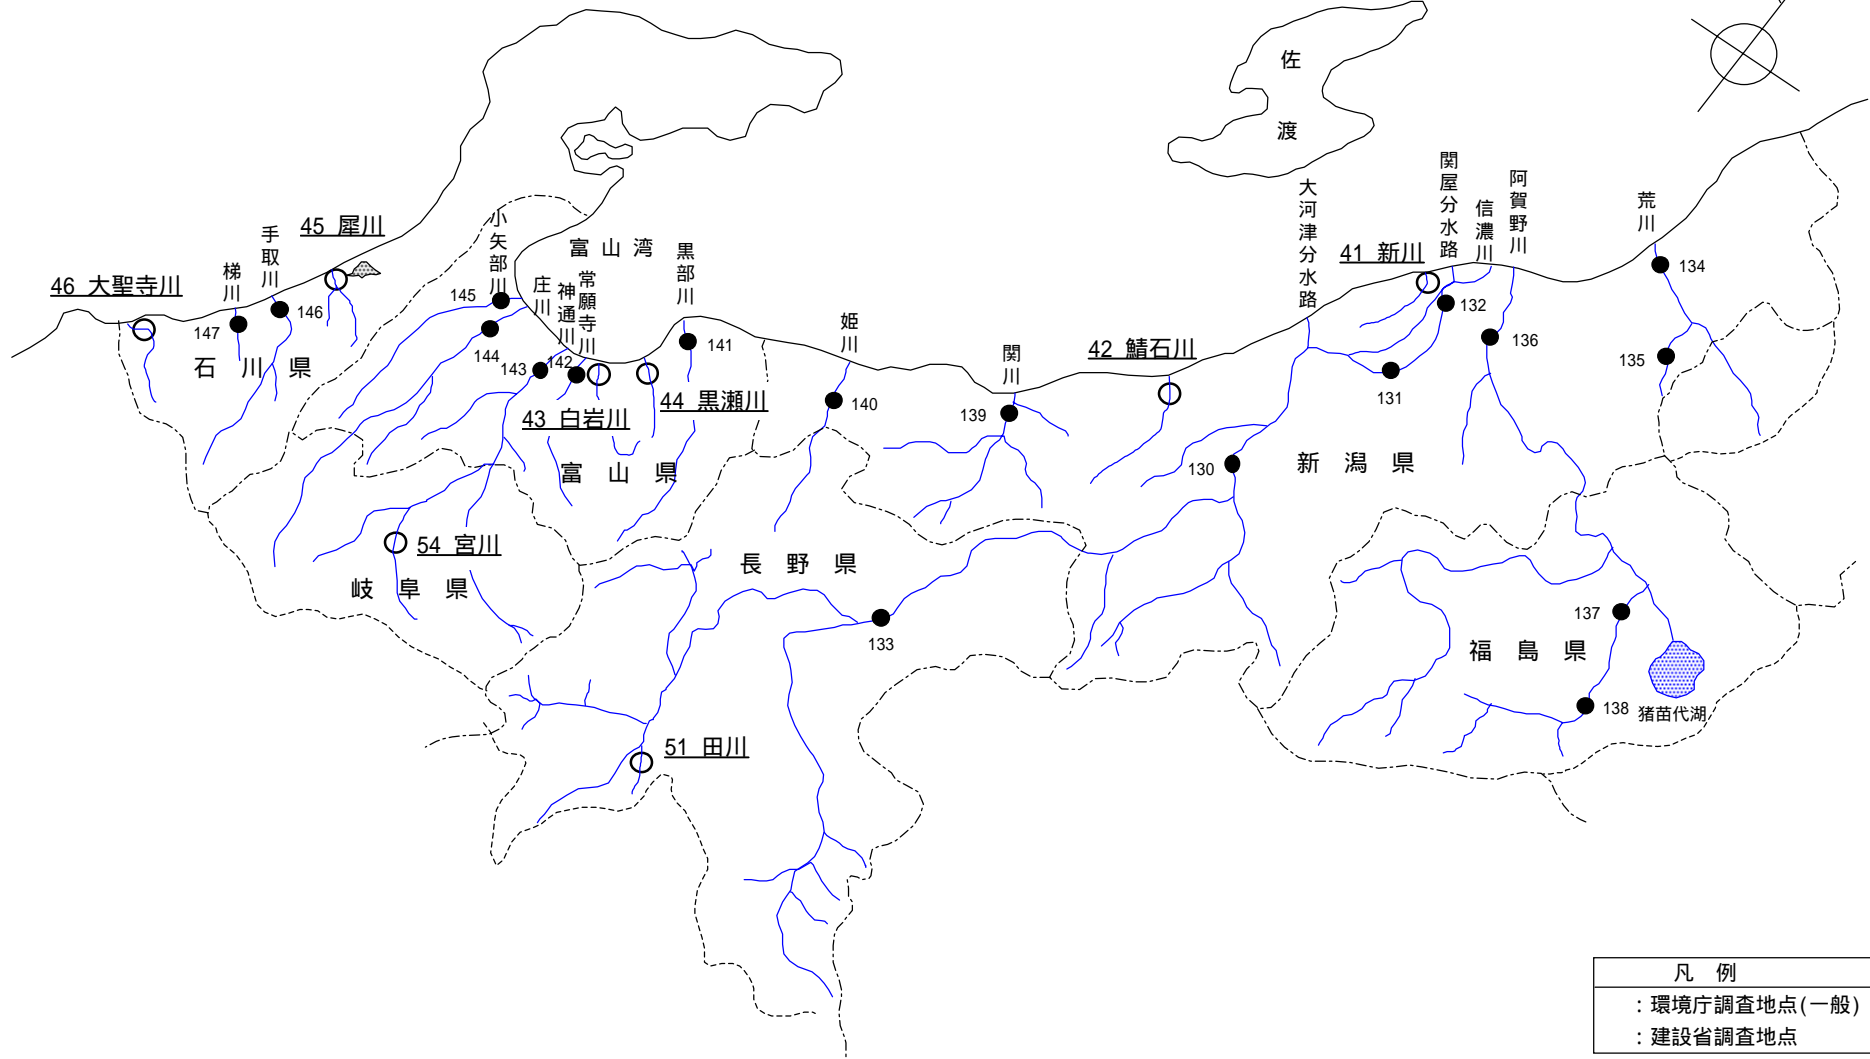 佐
渡
関屋分水路
阿賀野川
大河津分水路
信濃川
荒川
45 犀川
手取川
小矢部川
富山湾
黒部川
41 新川
46 大聖寺川
梯川
庄川
神通川
常願寺川
134
145
132
147
146
姫川
関川
42 鯖石川
136
144
141
石川県
143
142
135
131
44 黒瀬川
140
139
43 白岩川
富山県
130
新潟県
54 宮川
長野県
岐阜県
133
137
福島県
138
猪苗代湖
51 田川
凡例
：環境庁調査地点(一般)
：建設省調査地点